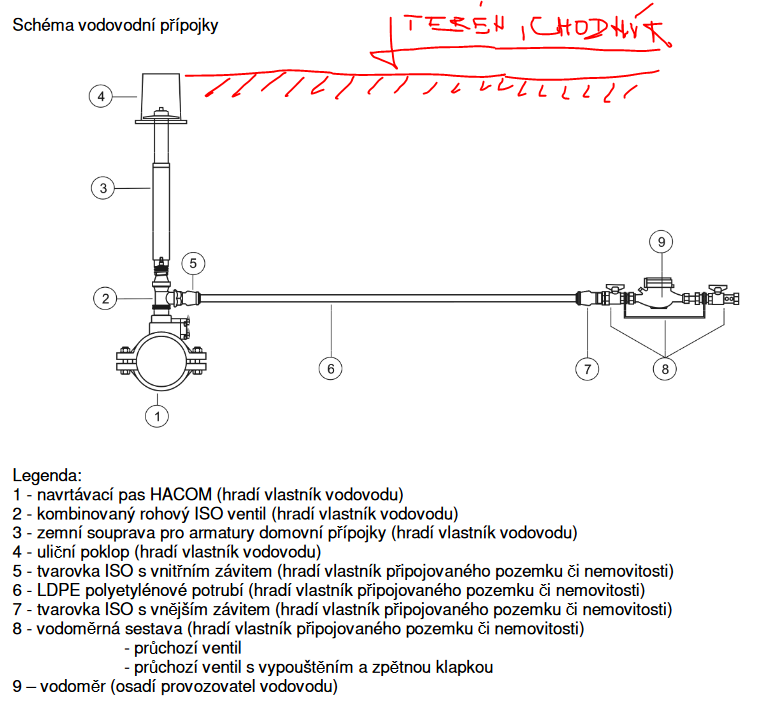 Schéma vodovodní přípojky
TERÉN, CHODNÍK
4
3
9
5
2
6
7
8
1
Legenda:
1 - navrtávací pas HACOM (hradí vlastník vodovodu)
2 - kombinovaný rohový ISO ventil (hradí vlastník vodovodu)
3 - zemní souprava pro armatury domovní přípojky (hradí vlastník vodovodu)
4 - uliční poklop (hradí vlastník vodovodu)
5 - tvarovka ISO s vnitřním závitem (hradí vlastník připojovaného pozemku či nemovitosti)
6 - LDPE polyetylénové potrubí (hradí vlastník připojovaného pozemku či nemovitosti)
7 - tvarovka ISO s vnějším závitem (hradí vlastník připojovaného pozemku či nemovitosti)
8 - vodoměrná sestava (hradí vlastník připojovaného pozemku či nemovitosti)
- průchozí ventil
- průchozí ventil s vypouštěním a zpětnou klapkou
9 – vodoměr (osadí provozovatel vodovodu)